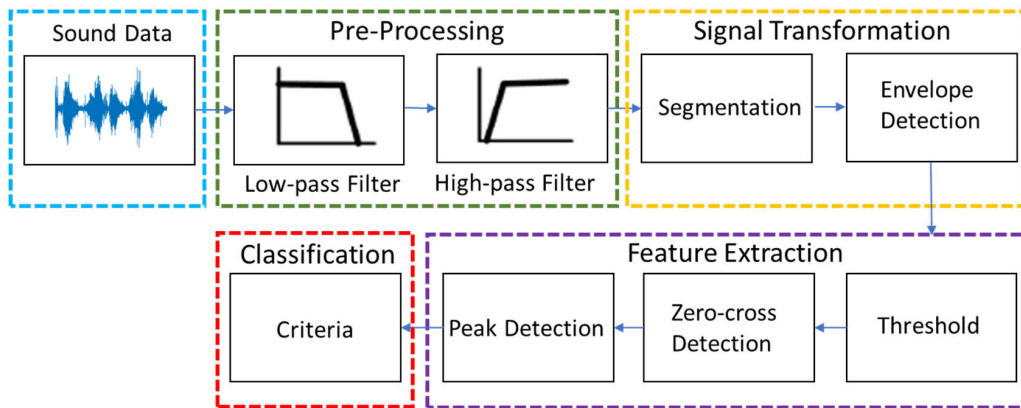 Sound Data
Pre-Processing
Low-pass Filter
High-pass Filter
Signal Transformation
Segmentation
Envelope
Detection
Feature Extraction
Threshold
Zero-cross
Detection
Peak Detection
Classification
Criteria